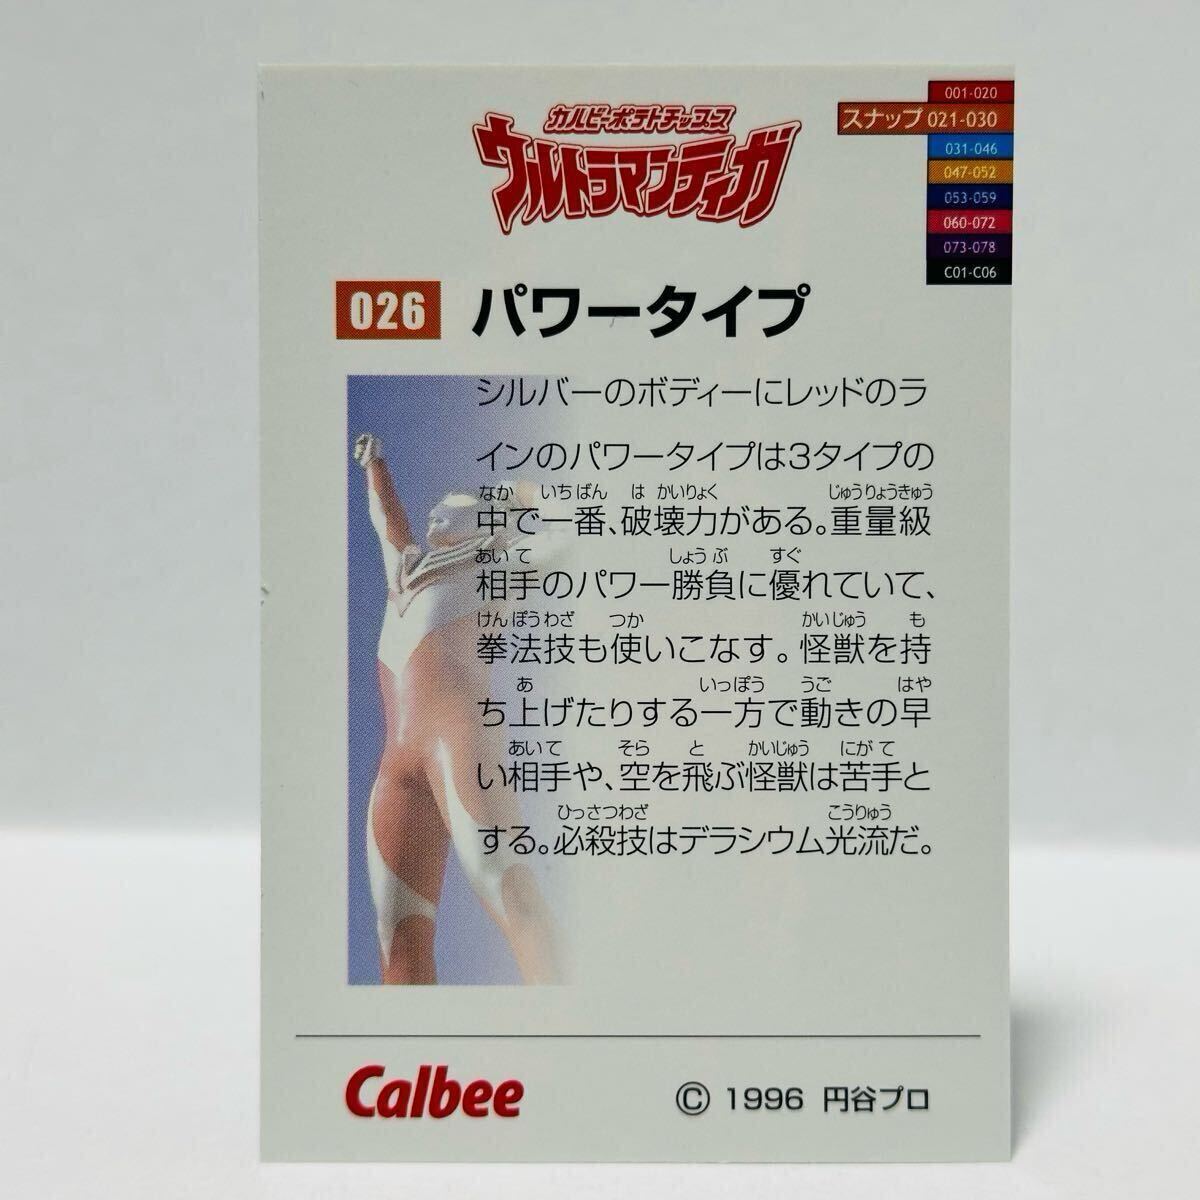 カルビーポテトチップス
ウルトラマンティガ
001-020
スナップ 021-030
031-046
047-052
053-059
060-072
073-078
C01-C06
026 パワータイプ
シルバーのボディーにレッドのラ
インのパワータイプは3タイプの
なか いちばん は かいりょく じゅうりょうきゅう
中で一番、破壊力がある。重量級
あいて しょうぶ すぐ
相手のパワー勝負に優れていて、
けんぽうわざ つか かいじゅう も
拳法技も使いこなす。怪獣を持
あ いっぽう うご はや
ち上げたりする一方で動きの早
あいて そら と かいじゅう にがて
い相手や、空を飛ぶ怪獣は苦手と
ひっさつわざ こうりゅう
する。必殺技はデラシウム光流だ。
Calbee
© 1996 円谷プロ